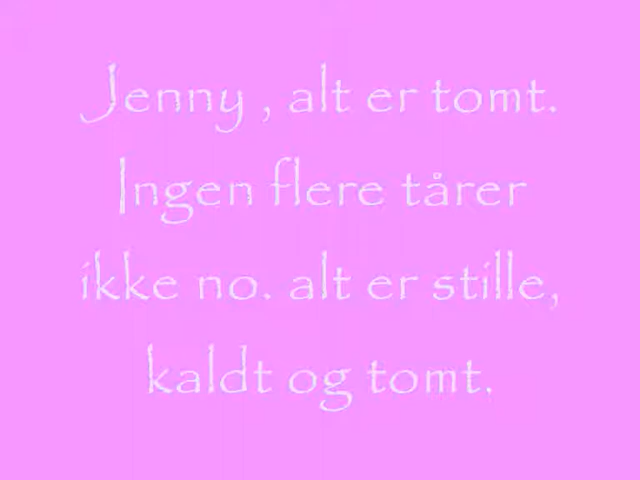 Jenny , alt er tomt.
Ingen flere tårer
ikke no. alt er stille,
kaldt og tomt.